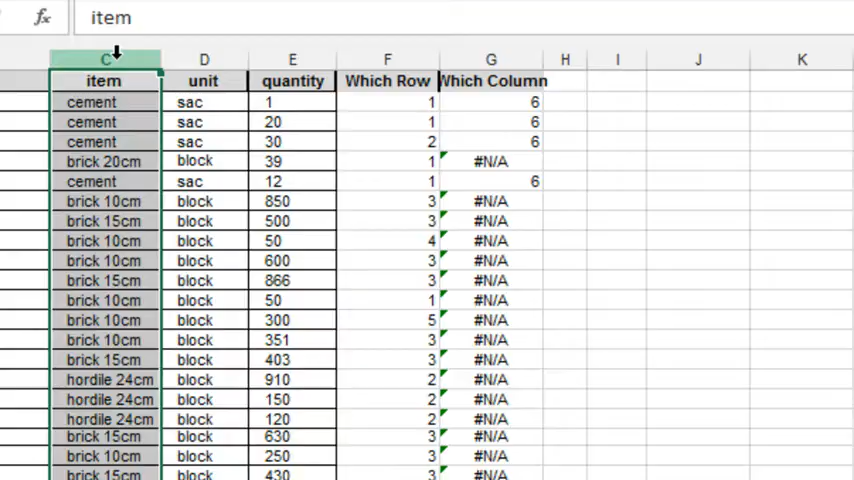 fx item
C D E F G H I J K
item unit quantity Which Row Which Column
cement sac 1 1 6
cement sac 20 1 6
cement sac 30 2 6
brick 20cm block 39 1 #N/A
cement sac 12 1 6
brick 10cm block 850 3 #N/A
brick 15cm block 500 3 #N/A
brick 10cm block 50 4 #N/A
brick 10cm block 600 3 #N/A
brick 15cm block 866 3 #N/A
brick 10cm block 50 1 #N/A
brick 10cm block 300 5 #N/A
brick 10cm block 351 3 #N/A
brick 15cm block 403 3 #N/A
hordile 24cm block 910 2 #N/A
hordile 24cm block 150 2 #N/A
hordile 24cm block 120 2 #N/A
brick 15cm block 630 3 #N/A
brick 10cm block 250 3 #N/A
brick 15cm block 430 3 #N/A